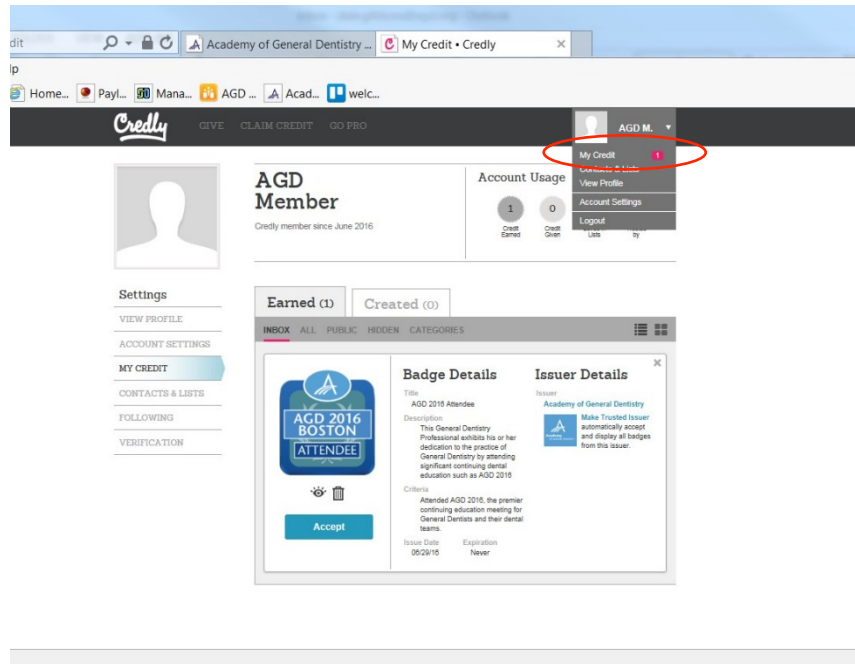 dit
Academy of General Dentistry ...
My Credit • Credly
lp
Home...
Payl...
Mana...
AGD ...
Acad...
welc...
Credly
GIVE
CLAIM CREDIT
GO PRO
AGD M.
My Credit
1
Contacts & Lists
View Profile
Account Settings
Logout
AGD
Member
Credly member since June 2016
Account Usage
1
0
Credit
Earned
Credit
Given
Lists
by
Settings
VIEW PROFILE
ACCOUNT SETTINGS
MY CREDIT
CONTACTS & LISTS
FOLLOWING
VERIFICATION
Earned (1)
Created (0)
INBOX
ALL
PUBLIC
HIDDEN
CATEGORIES
AGD 2016
BOSTON
ATTENDEE
Accept
Badge Details
Title
AGD 2016 Attendee
Description
This General Dentistry
Professional exhibits his or her
dedication to the practice of
General Dentistry by attending
significant continuing dental
education such as AGD 2016
Criteria
Attended AGD 2016, the premier
continuing education meeting for
General Dentists and their dental
teams.
Issue Date
Expiration
06/29/16
Never
Issuer Details
Issuer
Academy of General Dentistry
Make Trusted Issuer
automatically accept
and display all badges
from this issuer.